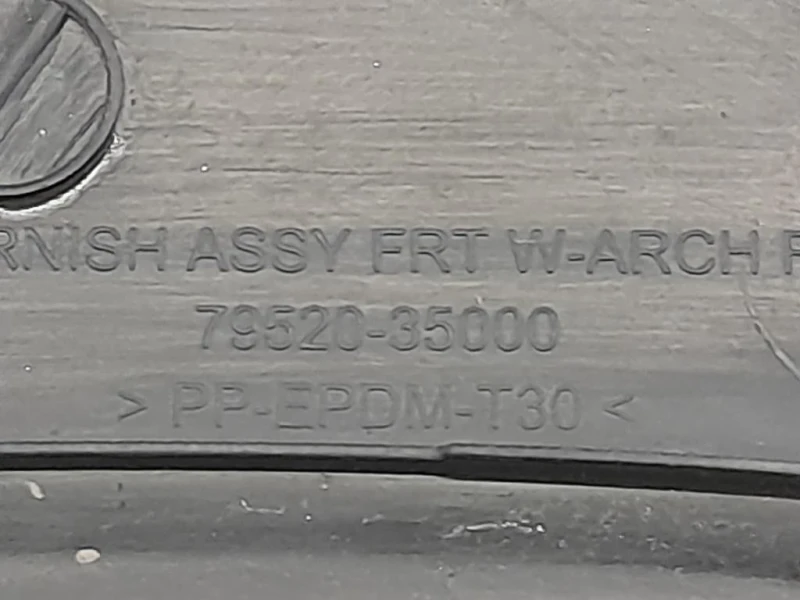 RNISH ASSY FRT W-ARCH R
79520-35000
> PP-EPDM-T30 <